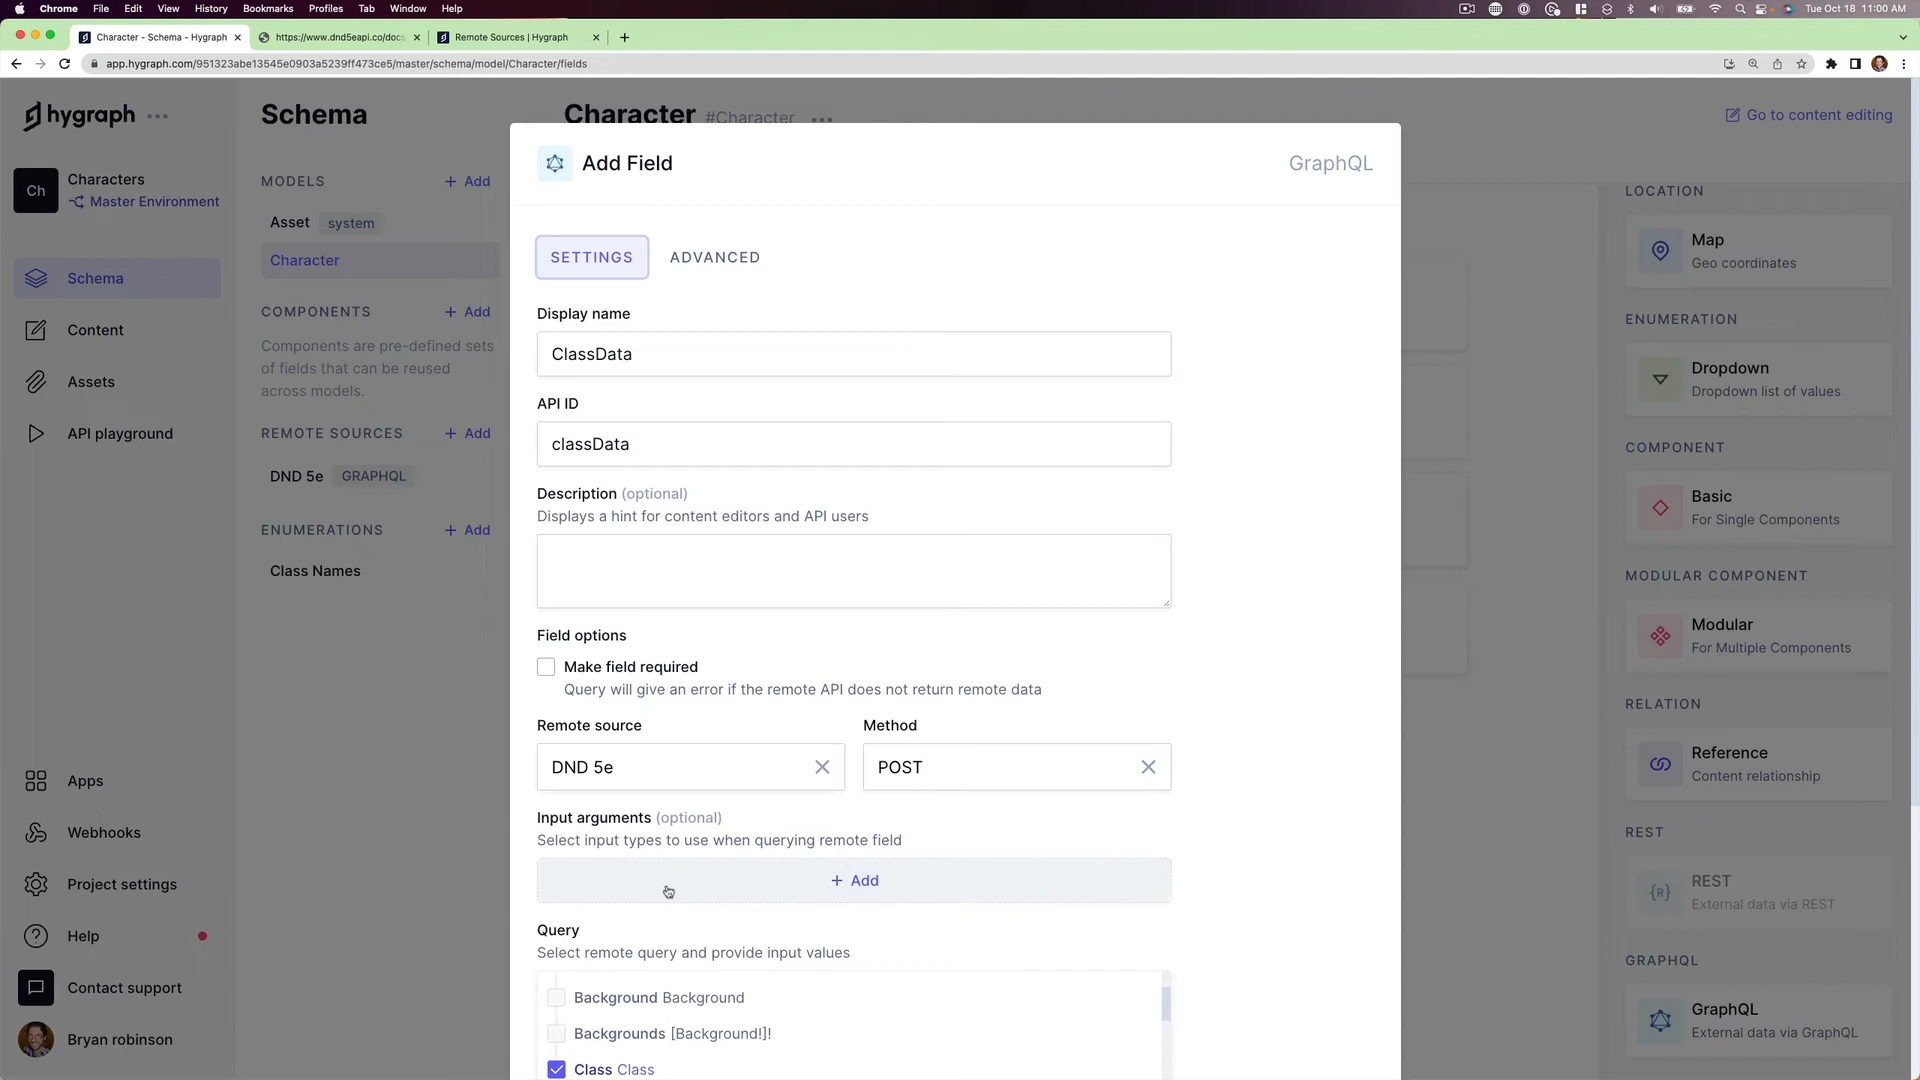 Chrome File Edit View History Bookmarks Profiles Tab Window Help
Tue Oct 18 11:00 AM
Character - Schema - Hygraph
https://www.dnd5eapi.co/docs
Remote Sources | Hygraph
app.hygraph.com/951323abe13545e0903a5239ff473ce5/master/schema/model/Character/fields
hygraph
Ch
Characters
Master Environment
Schema
Content
Assets
API playground
Apps
Webhooks
Project settings
Help
Contact support
Bryan robinson
Schema
MODELS
+ Add
Asset system
Character
COMPONENTS
+ Add
Components are pre-defined sets
of fields that can be reused
across models.
REMOTE SOURCES
+ Add
DND 5e GRAPHQL
ENUMERATIONS
+ Add
Class Names
Character #Character
Go to content editing
Add Field
GraphQL
SETTINGS
ADVANCED
Display name
ClassData
API ID
classData
Description (optional)
Displays a hint for content editors and API users
Field options
Make field required
Query will give an error if the remote API does not return remote data
Remote source
Method
DND 5e
POST
Input arguments (optional)
Select input types to use when querying remote field
+ Add
Query
Select remote query and provide input values
Background Background
Backgrounds [Background!]!
Class Class
LOCATION
Map
Geo coordinates
ENUMERATION
Dropdown
Dropdown list of values
COMPONENT
Basic
For Single Components
MODULAR COMPONENT
Modular
For Multiple Components
RELATION
Reference
Content relationship
REST
{R}
REST
External data via REST
GRAPHQL
GraphQL
External data via GraphQL